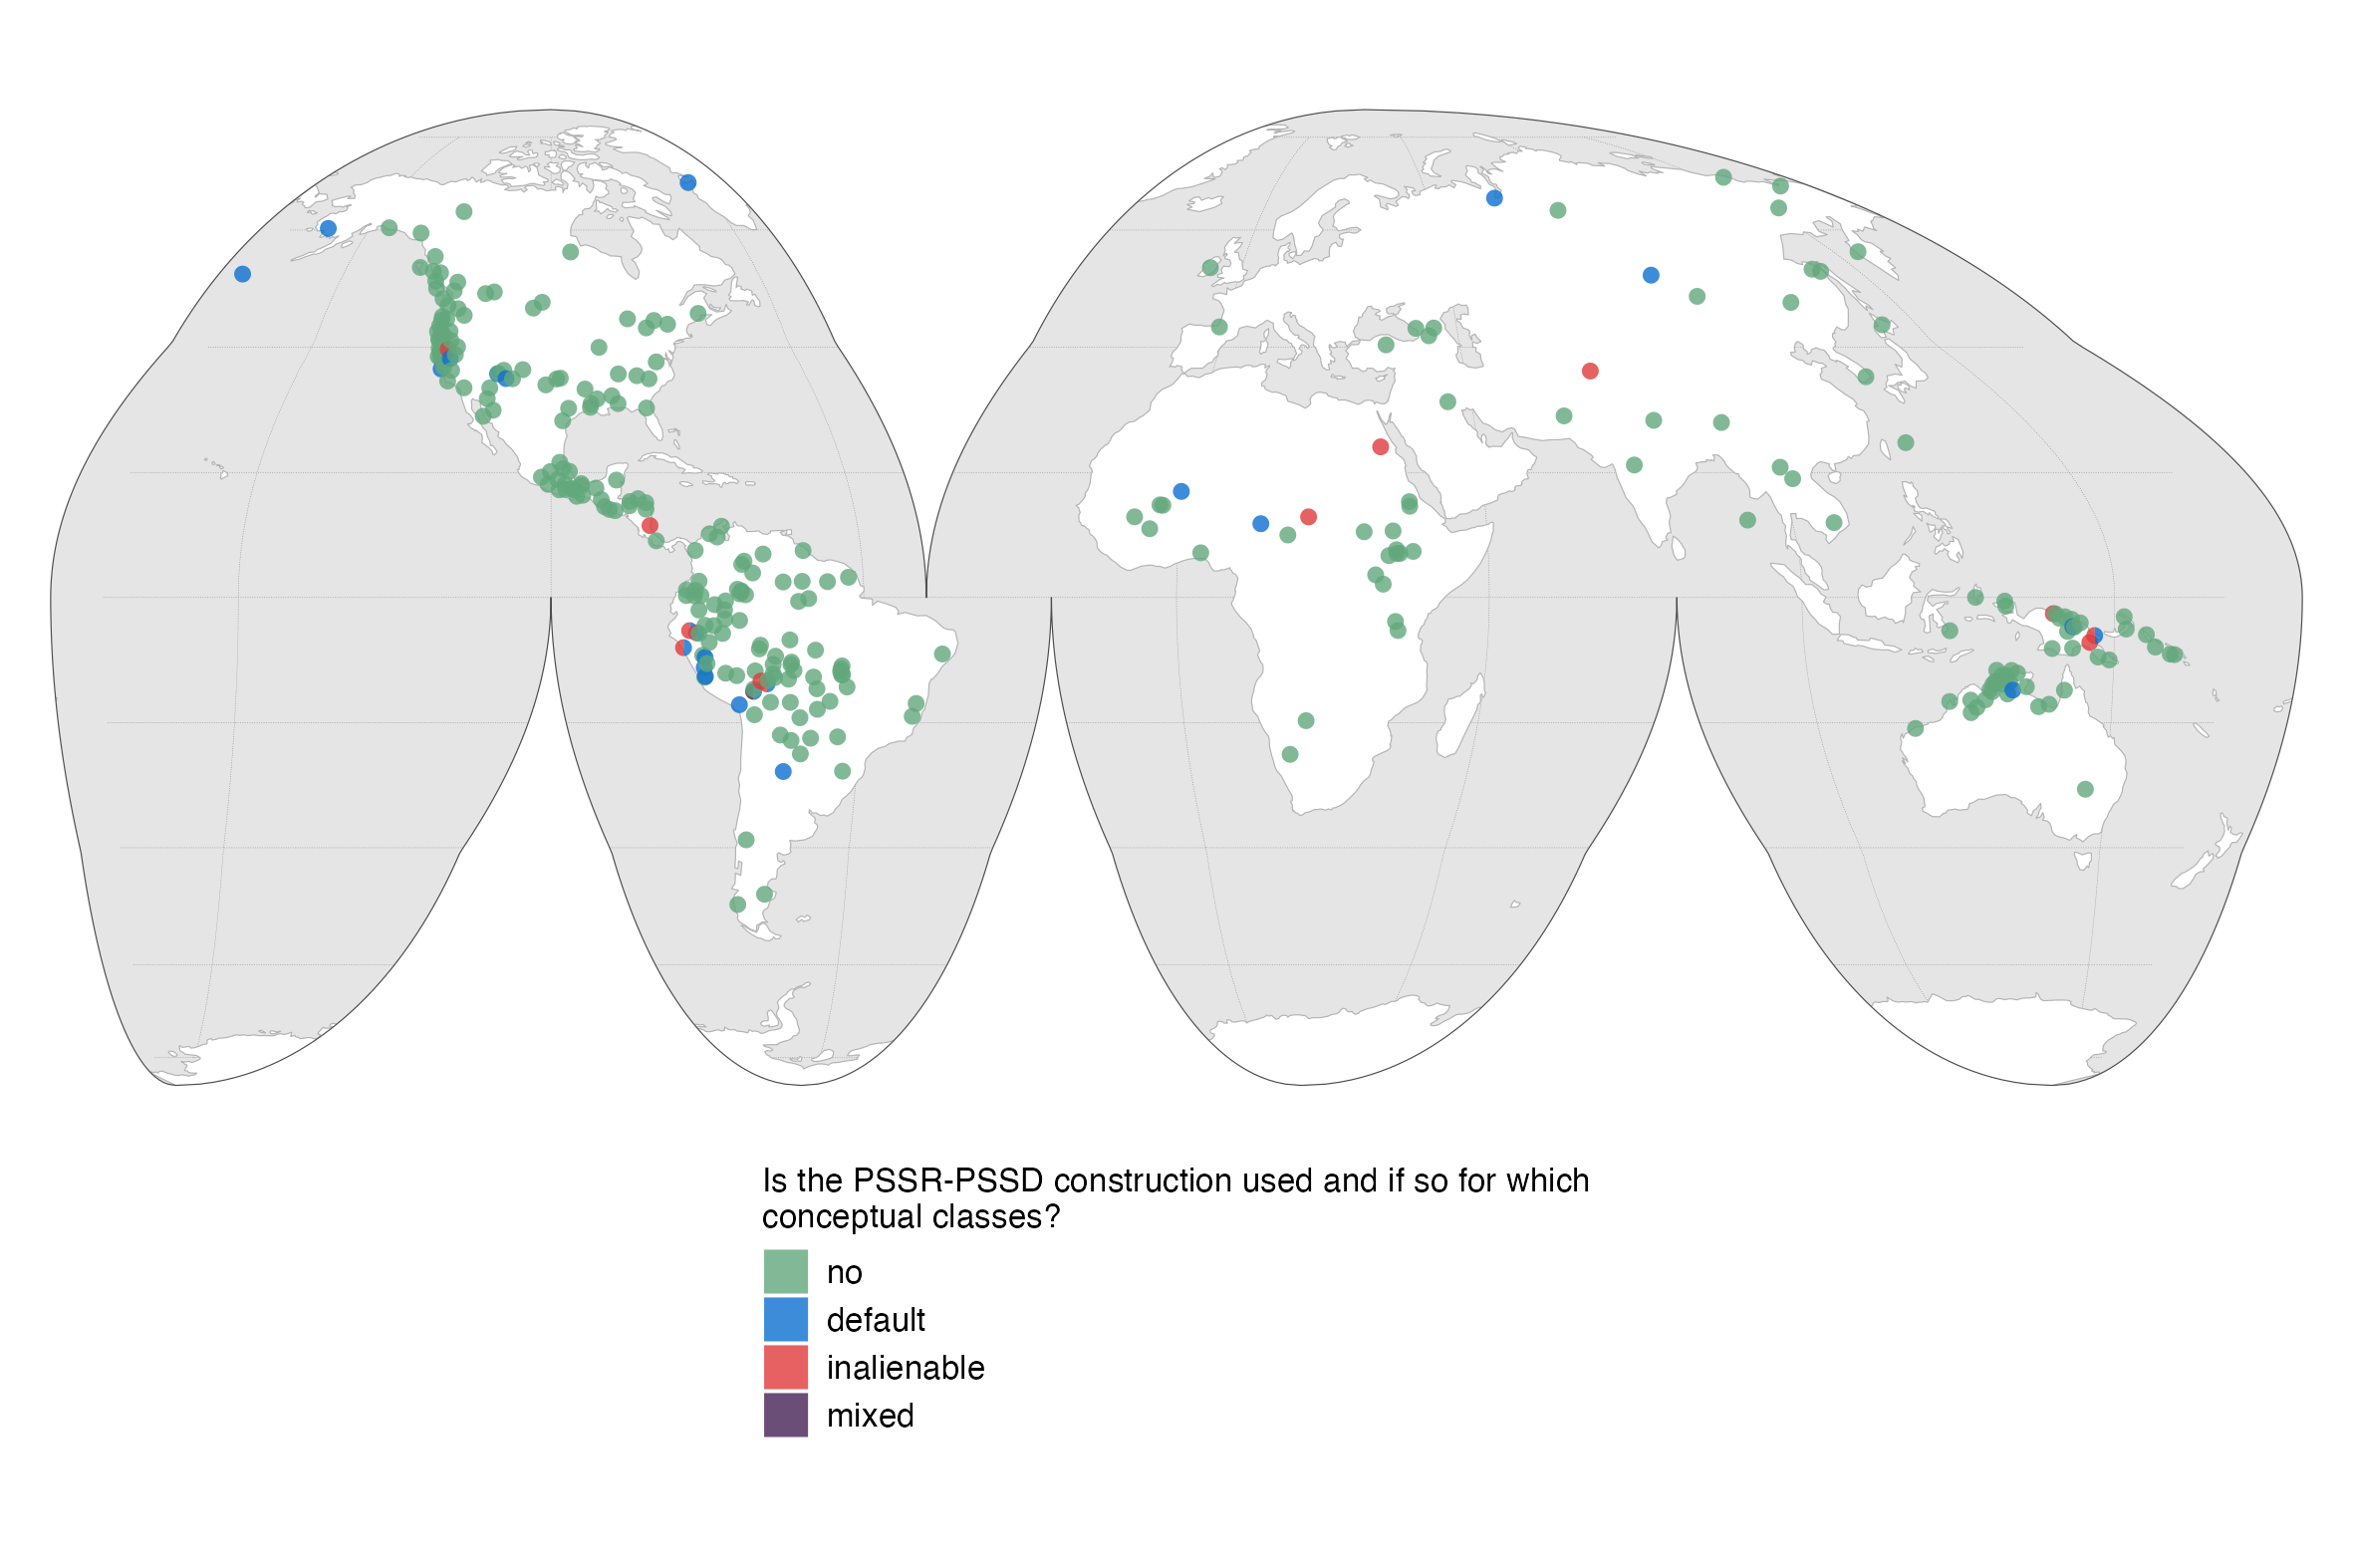 Is the PSSR-PSSD construction used and if so for which
conceptual classes?
no
default
inalienable
mixed